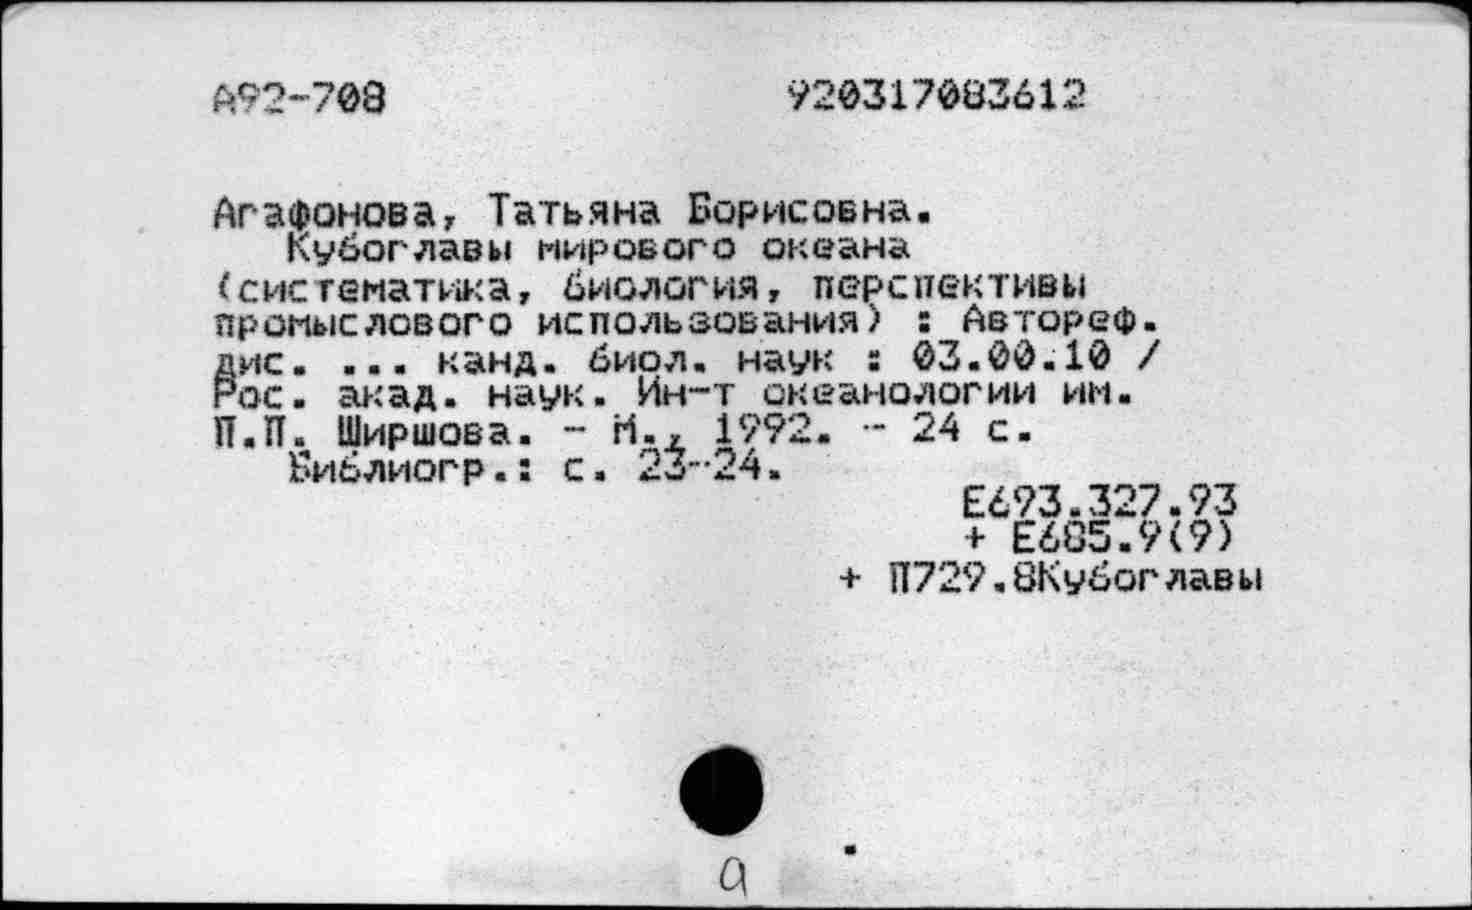 А92-708 920317083612
Агафонова, Татьяна Борисовна.
Кубоглавы мирового океана
(систематика, биология, перспективы
промыслового использования) : Автореф.
дис. ... канд. биол. наук : 03.00.10 /
Рос. акад. наук. Ин-т океанологии им.
П.П. Ширшова. - М., 1992. - 24 с.
Библиогр.: с. 23-24.
Е693.327.93
+ Е685.9(9)
+ П729.8Кубоглавы